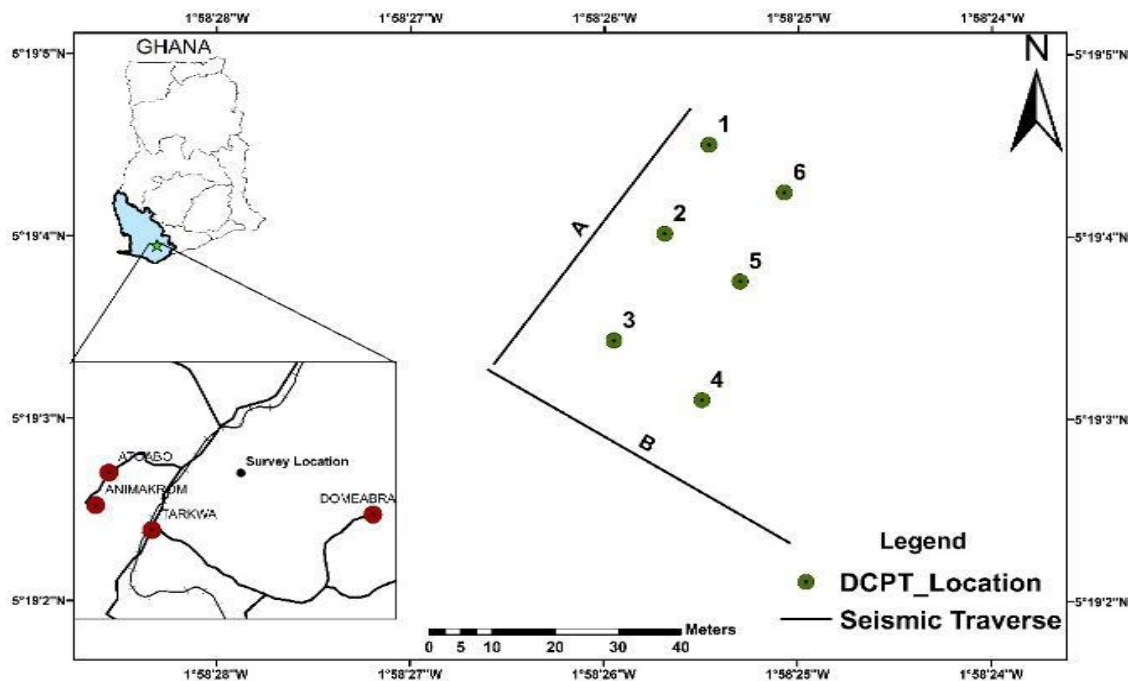 1°58'28"W 1°58'27"W 1°58'26"W 1°58'25"W 1°58'24"W
5°19'5"N
5°19'5"N
GHANA
N
1
6
A
2
5°19'4"N
5°19'4"N
5
3
4
5°19'3"N
5°19'3"N
B
Survey Location
ANIMAKROM
DOMEABRA
TARKWA
Legend
DCPT_Location
Seismic Traverse
5°19'2"N
5°19'2"N
Meters
0 5 10 20 30 40
1°58'28"W 1°58'27"W 1°58'26"W 1°58'25"W 1°58'24"W